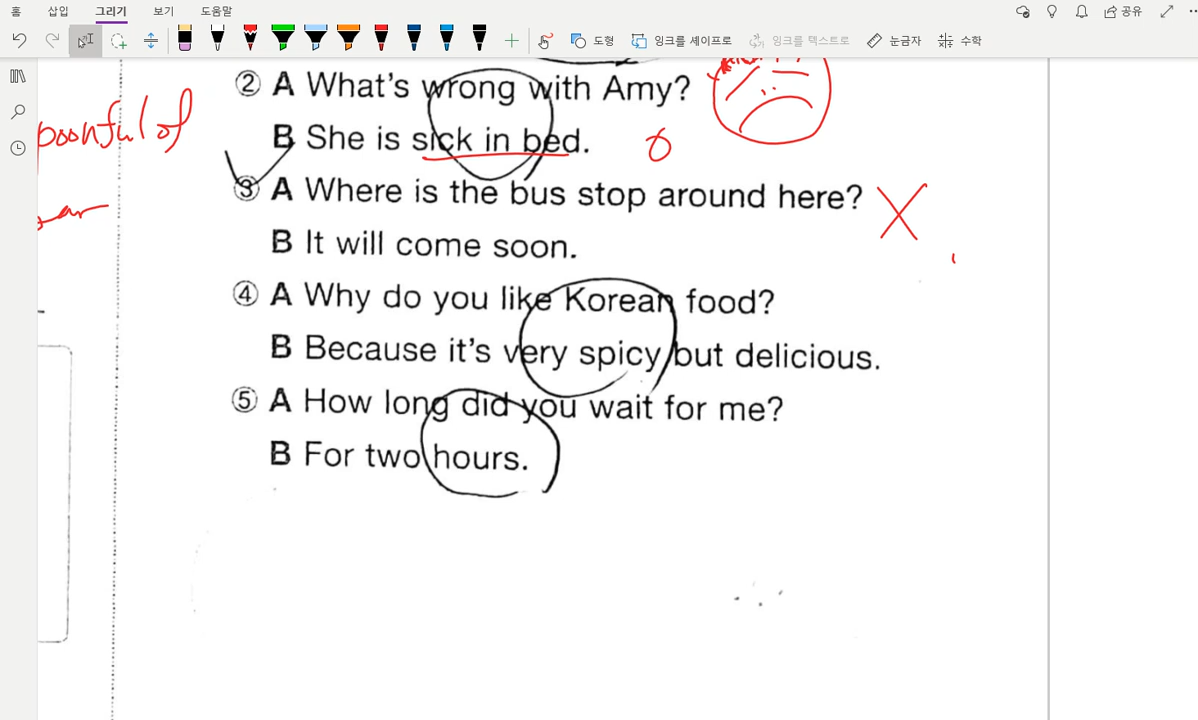 홈 삽입 그리기 보기 도움말 공유
도형 잉크를 셰이프로 잉크를 텍스트로 눈금자 수학
② A What's wrong with Amy?
poonful of
B She is sick in bed.
③ A Where is the bus stop around here?
B It will come soon.
④ A Why do you like Korean food?
B Because it's very spicy but delicious.
⑤ A How long did you wait for me?
B For two hours.